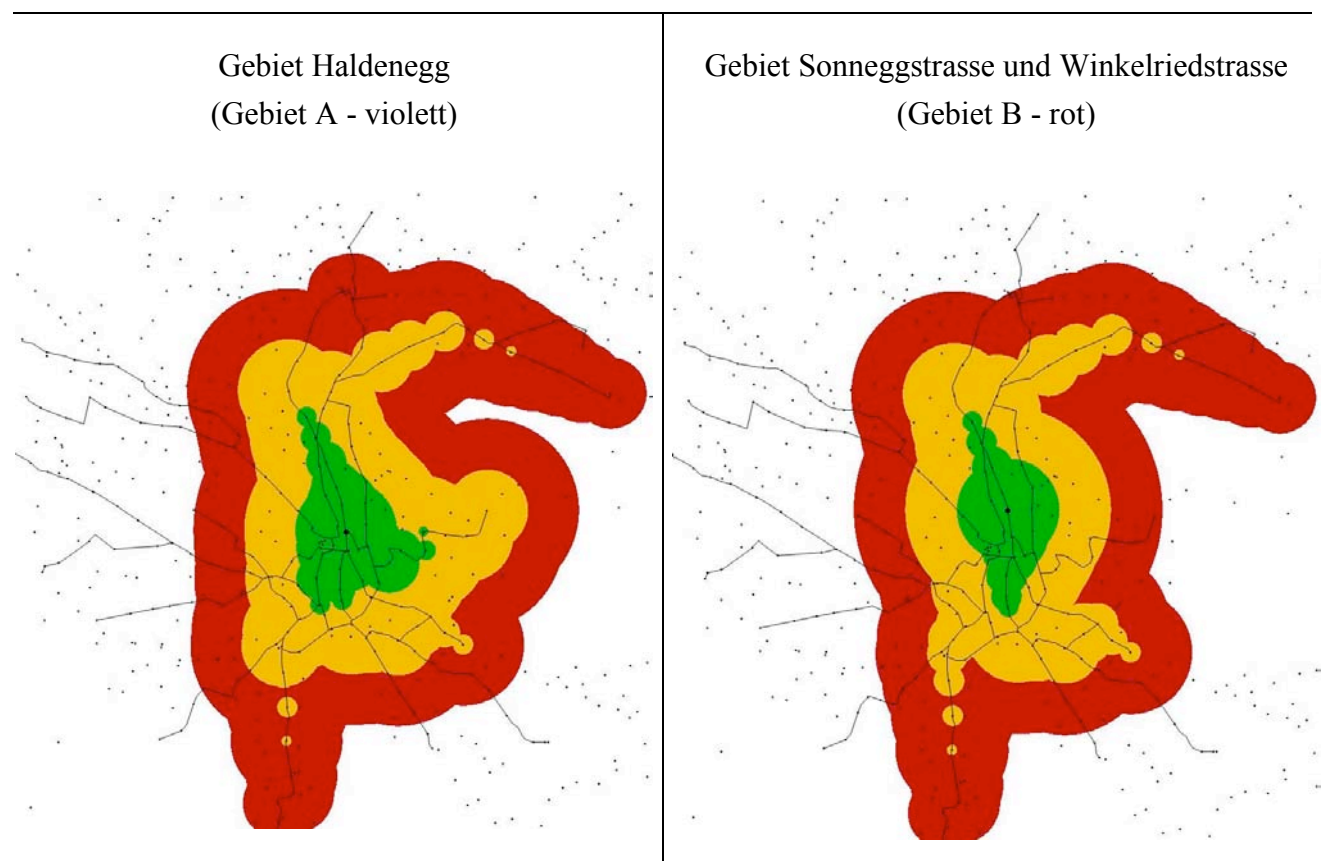 Gebiet Haldenegg
(Gebiet A - violett)
Gebiet Sonneggstrasse und Winkelriedstrasse
(Gebiet B - rot)